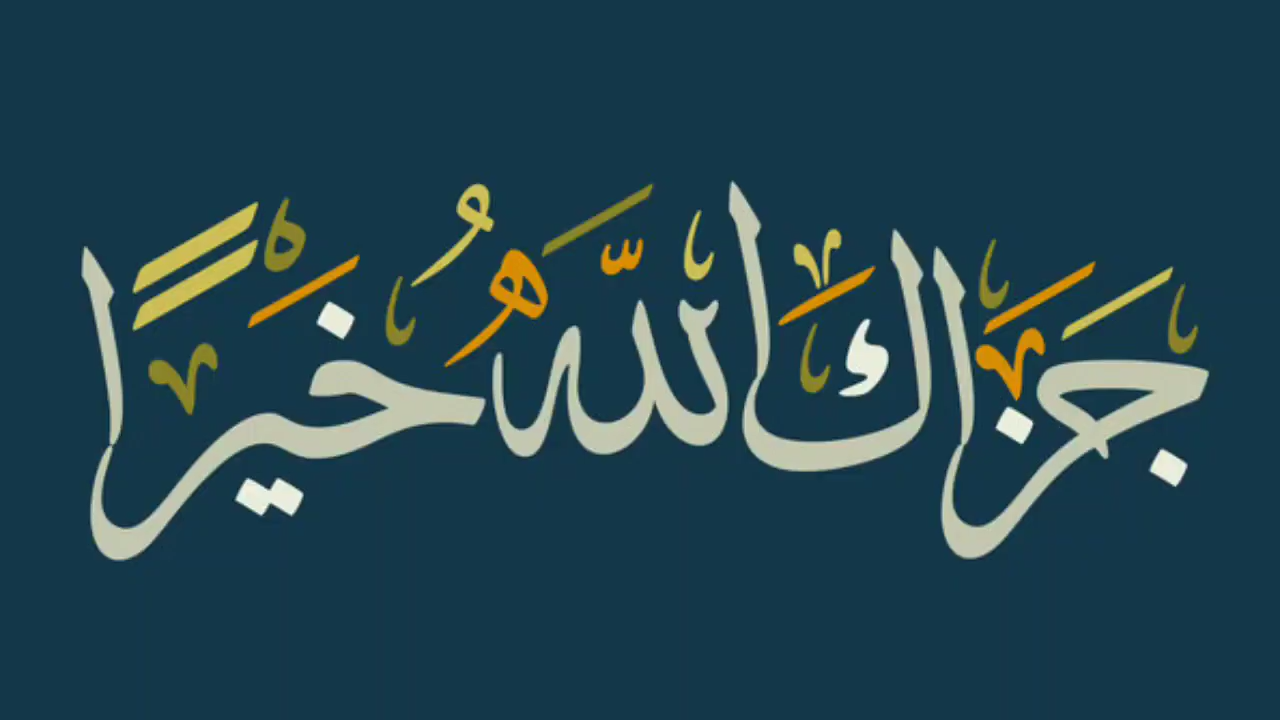 جَزَاكَ اللَّهُ خَيْرًا